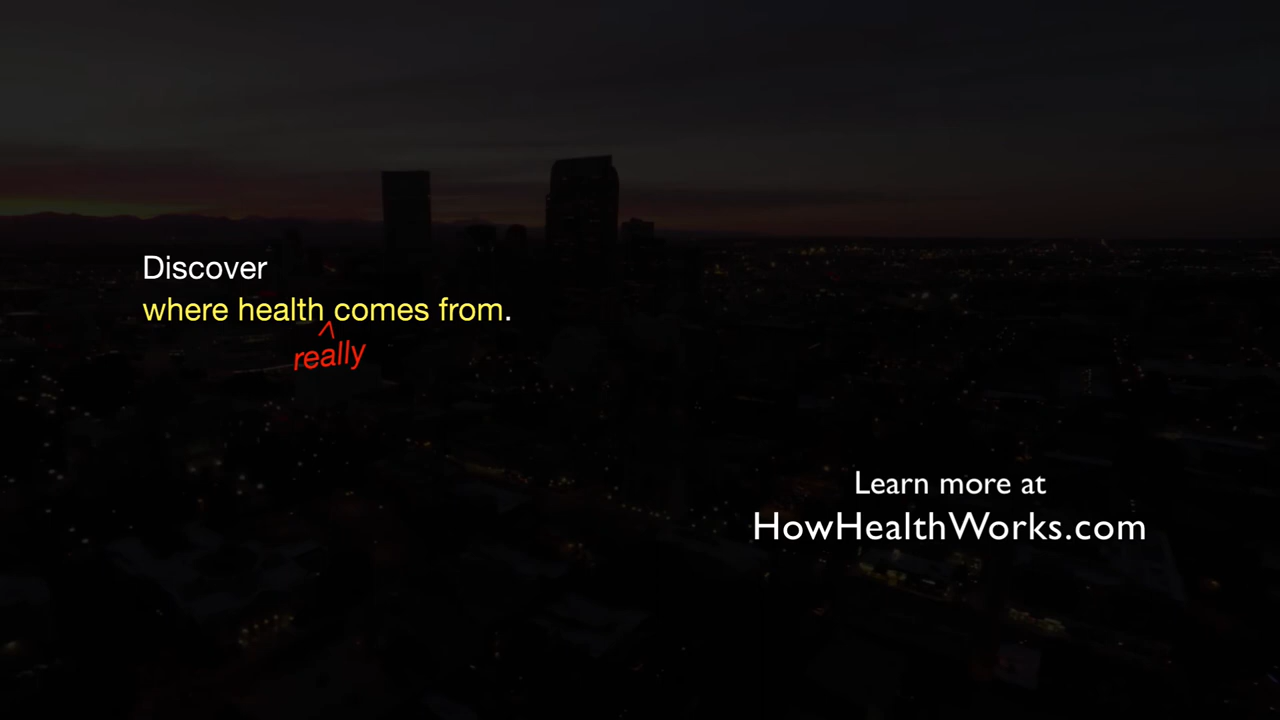 Discover
where health comes from.
^
really
Learn more at
HowHealthWorks.com